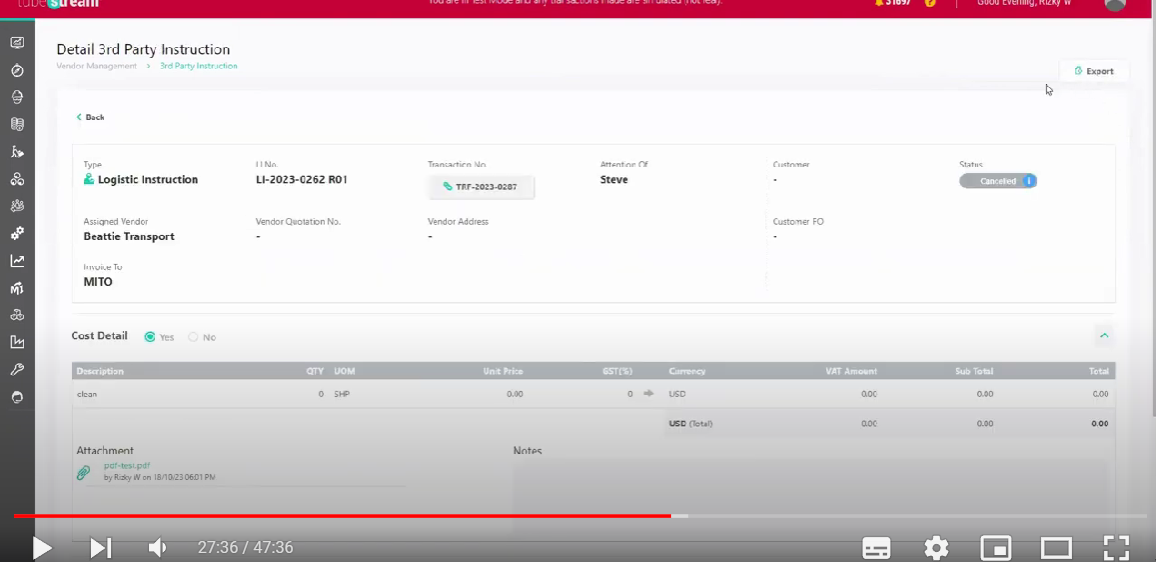 tubestream
You are in Test Mode and any transactions made are simulated (not real).
31697
Good Evening, Rizky W
Detail 3rd Party Instruction
Vendor Management > 3rd Party Instruction
Export
Back
Type
Logistic Instruction
LI No.
LI-2023-0262 R01
Transaction No.
TRF-2023-0287
Attention Of
Steve
Customer
-
Status
Cancelled
Assigned Vendor
Beattie Transport
Vendor Quotation No.
-
Vendor Address
-
Customer PO
-
Invoice To
MITO
Cost Detail Yes No
Description QTY UOM Unit Price GST(%) Currency VAT Amount Sub Total Total
clean 0 SHP 0.00 0 USD 0.00 0.00 0.00
USD (Total) 0.00 0.00 0.00
Attachment
pdf-test.pdf
by Rizky W on 18/10/23 06:01 PM
Notes
27:36 / 47:36